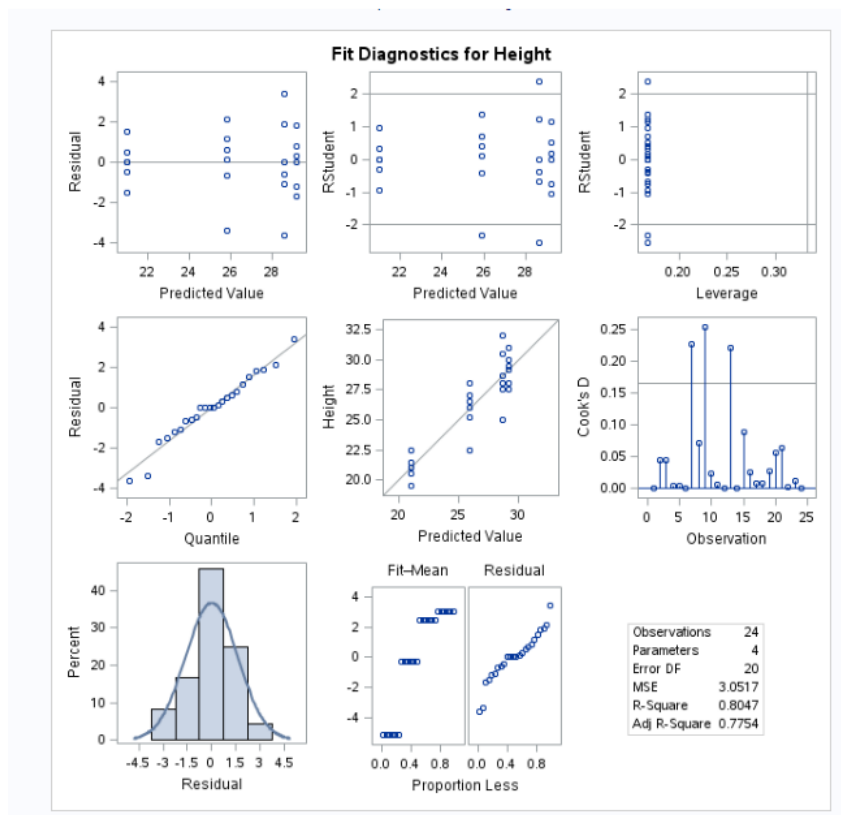 Fit Diagnostics for Height
4
2
0
-2
-4
Residual
22 24 26 28
Predicted Value
2
1
0
-1
-2
RStudent
22 24 26 28
Predicted Value
2
1
0
-1
-2
RStudent
0.20 0.25 0.30
Leverage
4
2
0
-2
-4
Residual
-2 -1 0 1 2
Quantile
32.5
30.0
27.5
25.0
22.5
20.0
Height
20 25 30
Predicted Value
0.25
0.20
0.15
0.10
0.05
0.00
Cook's D
0 5 10 15 20 25
Observation
40
30
20
10
0
Percent
-4.5 -3 -1.5 0 1.5 3 4.5
Residual
Fit–Mean Residual
4
2
0
-2
-4
0.0 0.4 0.8 0.0 0.4 0.8
Proportion Less
Observations 24
Parameters 4
Error DF 20
MSE 3.0517
R-Square 0.8047
Adj R-Square 0.7754